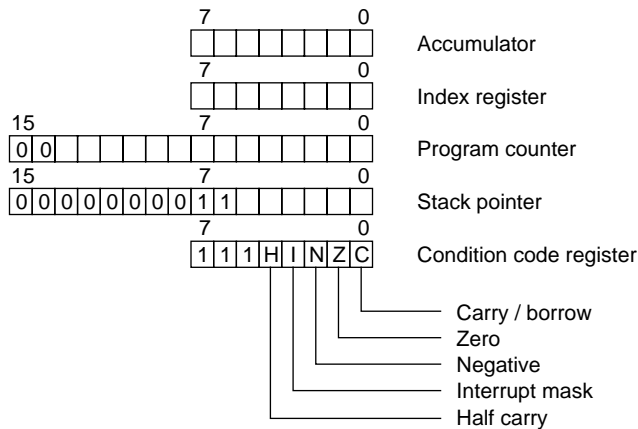 7 0
Accumulator
7 0
Index register
15 7 0
0 0
Program counter
15 7 0
0 0 0 0 0 0 0 0 1 1
Stack pointer
7 0
1 1 1 H I N Z C
Condition code register
Carry / borrow
Zero
Negative
Interrupt mask
Half carry